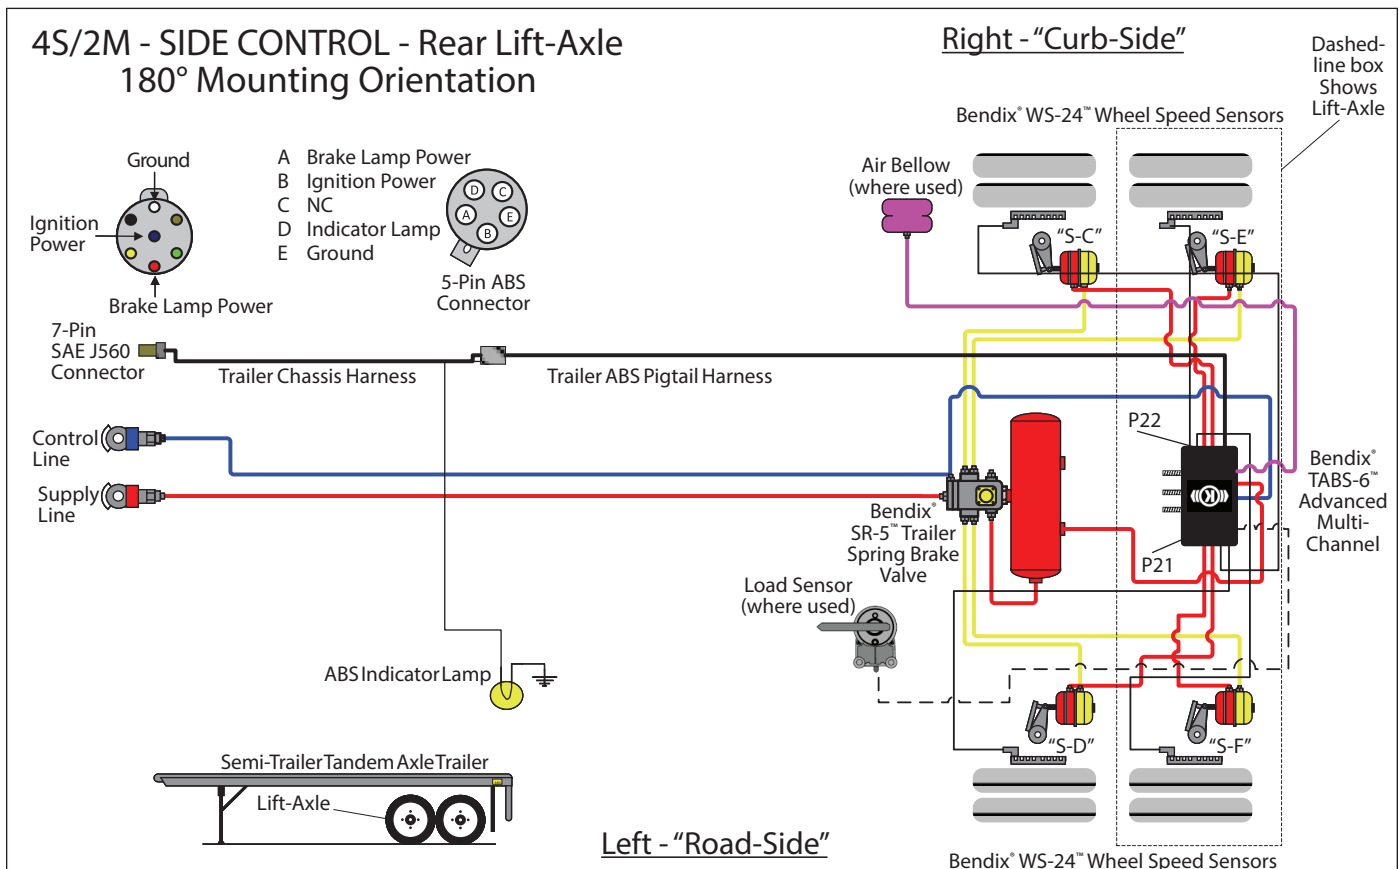 4S/2M - SIDE CONTROL - Rear Lift-Axle
180° Mounting Orientation
Right - “Curb-Side”
Dashed-
line box
Shows
Lift-Axle
Bendix® WS-24™ Wheel Speed Sensors
Ground
Ignition
Power
Brake Lamp Power
A Brake Lamp Power
B Ignition Power
C NC
D Indicator Lamp
E Ground
D
C
A
E
B
5-Pin ABS
Connector
Air Bellow
(where used)
“S-C”
“S-E”
7-Pin
SAE J560
Connector
Trailer Chassis Harness
Trailer ABS Pigtail Harness
Control
Line
Supply
Line
P22
P21
Bendix®
SR-5™ Trailer
Spring Brake
Valve
Bendix®
TABS-6™
Advanced
Multi-
Channel
Load Sensor
(where used)
ABS Indicator Lamp
“S-D”
“S-F”
Semi-Trailer Tandem Axle Trailer
Lift-Axle
Left - “Road-Side”
Bendix® WS-24™ Wheel Speed Sensors